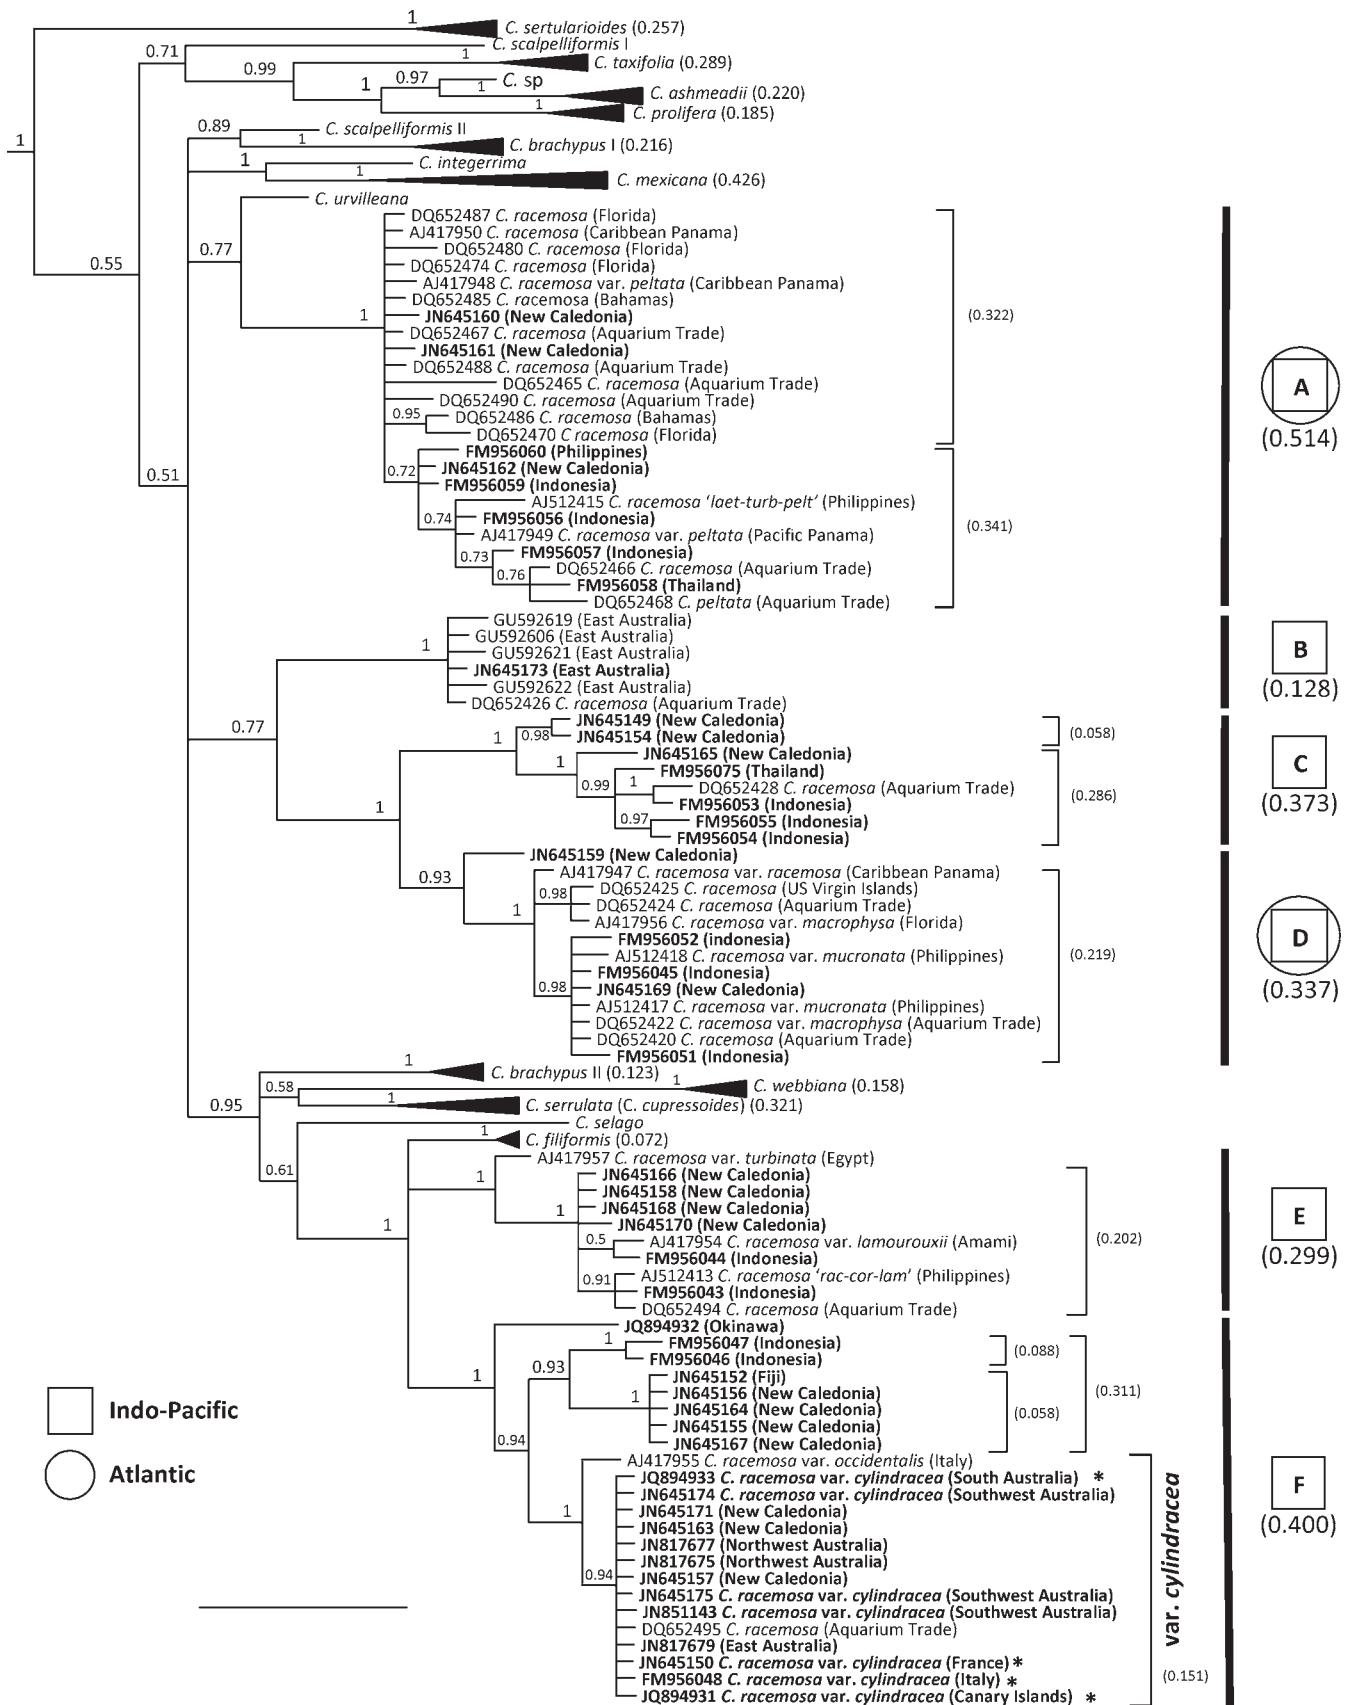 1
C. sertularioides (0.257)
0.71
C. scalpelliformis I
0.99
1
C. taxifolia (0.289)
1
0.97
C. sp
1
C. ashmeadii (0.220)
1
C. prolifera (0.185)
1
0.89
C. scalpelliformis II
1
C. brachypus I (0.216)
1
C. integerrima
1
C. mexicana (0.426)
C. urvilleana
0.55
0.77
DQ652487 C. racemosa (Florida)
AJ417950 C. racemosa (Caribbean Panama)
DQ652480 C. racemosa (Florida)
DQ652474 C. racemosa (Florida)
AJ417948 C. racemosa var. peltata (Caribbean Panama)
DQ652485 C. racemosa (Bahamas)
1
JN645160 (New Caledonia)
(0.322)
DQ652467 C. racemosa (Aquarium Trade)
JN645161 (New Caledonia)
DQ652488 C. racemosa (Aquarium Trade)
DQ652465 C. racemosa (Aquarium Trade)
A
DQ652490 C. racemosa (Aquarium Trade)
0.95
DQ652486 C. racemosa (Bahamas)
DQ652470 C racemosa (Florida)
(0.514)
FM956060 (Philippines)
0.51
0.72
JN645162 (New Caledonia)
FM956059 (Indonesia)
AJ512415 C. racemosa ‘laet-turb-pelt’ (Philippines)
0.74
FM956056 (Indonesia)
(0.341)
AJ417949 C. racemosa var. peltata (Pacific Panama)
0.73
FM956057 (Indonesia)
0.76
DQ652466 C. racemosa (Aquarium Trade)
FM956058 (Thailand)
DQ652468 C. peltata (Aquarium Trade)
GU592619 (East Australia)
GU592606 (East Australia)
1
GU592621 (East Australia)
B
JN645173 (East Australia)
GU592622 (East Australia)
(0.128)
DQ652426 C. racemosa (Aquarium Trade)
0.77
JN645149 (New Caledonia)
1
0.98
JN645154 (New Caledonia)
(0.058)
JN645165 (New Caledonia)
1
FM956075 (Thailand)
C
0.99
1
DQ652428 C. racemosa (Aquarium Trade)
(0.286)
1
FM956053 (Indonesia)
(0.373)
0.97
FM956055 (Indonesia)
FM956054 (Indonesia)
JN645159 (New Caledonia)
0.93
AJ417947 C. racemosa var. racemosa (Caribbean Panama)
0.98
DQ652425 C. racemosa (US Virgin Islands)
DQ652424 C. racemosa (Aquarium Trade)
1
AJ417956 C. racemosa var. macrophysa (Florida)
FM956052 (indonesia)
D
AJ512418 C. racemosa var. mucronata (Philippines)
(0.219)
FM956045 (Indonesia)
0.98
JN645169 (New Caledonia)
(0.337)
AJ512417 C. racemosa var. mucronata (Philippines)
DQ652422 C. racemosa var. macrophysa (Aquarium Trade)
DQ652420 C. racemosa (Aquarium Trade)
FM956051 (Indonesia)
1
C. brachypus II (0.123)
0.58
1
C. webbiana (0.158)
0.95
1
C. serrulata (C. cupressoides) (0.321)
C. selago
1
C. filiformis (0.072)
0.61
AJ417957 C. racemosa var. turbinata (Egypt)
1
JN645166 (New Caledonia)
JN645158 (New Caledonia)
1
JN645168 (New Caledonia)
E
1
JN645170 (New Caledonia)
0.5
AJ417954 C. racemosa var. lamourouxii (Amami)
(0.202)
FM956044 (Indonesia)
(0.299)
0.91
AJ512413 C. racemosa ‘rac-cor-lam’ (Philippines)
FM956043 (Indonesia)
DQ652494 C. racemosa (Aquarium Trade)
JQ894932 (Okinawa)
1
FM956047 (Indonesia)
(0.088)
0.93
FM956046 (Indonesia)
1
JN645152 (Fiji)
1
JN645156 (New Caledonia)
(0.311)
JN645164 (New Caledonia)
(0.058)
JN645155 (New Caledonia)
0.94
JN645167 (New Caledonia)
Indo-Pacific
Atlantic
AJ417955 C. racemosa var. occidentalis (Italy)
JQ894933 C. racemosa var. cylindracea (South Australia) *
JN645174 C. racemosa var. cylindracea (Southwest Australia)
F
1
JN645171 (New Caledonia)
JN645163 (New Caledonia)
(0.400)
JN817677 (Northwest Australia)
JN817675 (Northwest Australia)
0.94
JN645157 (New Caledonia)
JN645175 C. racemosa var. cylindracea (Southwest Australia)
JN851143 C. racemosa var. cylindracea (Southwest Australia)
DQ652495 C. racemosa (Aquarium Trade)
JN817679 (East Australia)
JN645150 C. racemosa var. cylindracea (France) *
FM956048 C. racemosa var. cylindracea (Italy) *
JQ894931 C. racemosa var. cylindracea (Canary Islands) *
var. cylindracea
(0.151)